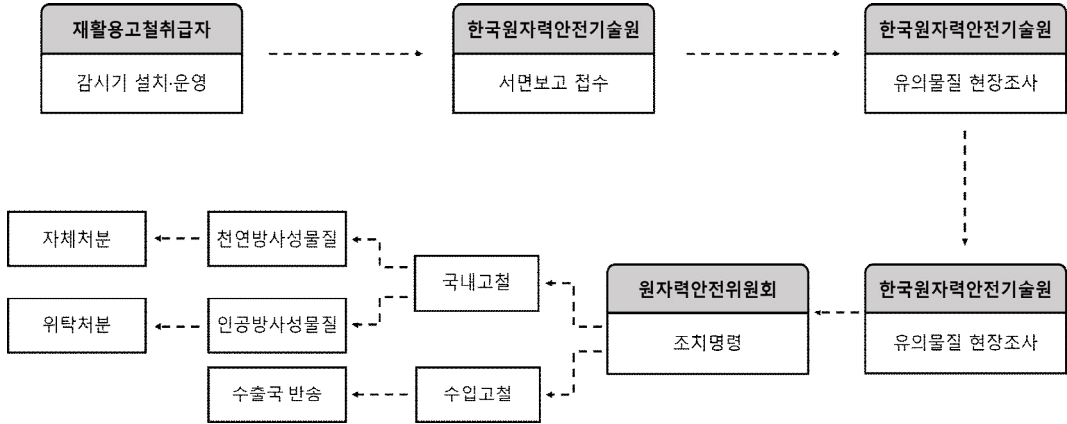 재활용고철취급자
감시기 설치·운영
한국원자력안전기술원
서면보고 접수
한국원자력안전기술원
유의물질 현장조사
한국원자력안전기술원
유의물질 현장조사
원자력안전위원회
조치명령
국내고철
천연방사성물질
자체처분
인공방사성물질
위탁처분
수입고철
수출국 반송